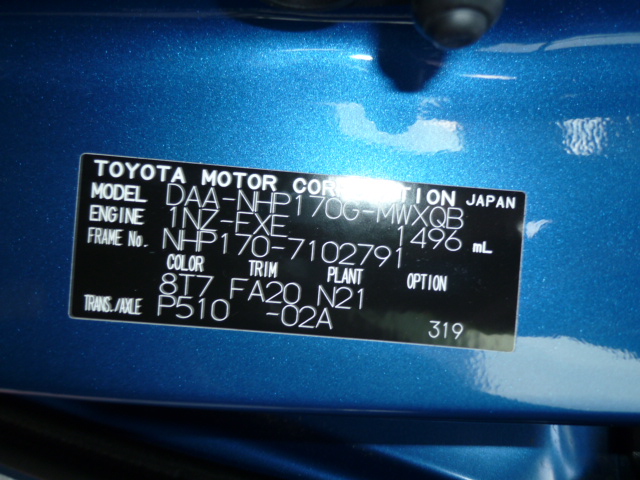 TOYOTA MOTOR CORPORATION JAPAN
MODEL DAA-NHP170G-MWXQB
ENGINE 1NZ-EXE 1496 mL
FRAME No. NHP170-7102791
COLOR TRIM PLANT OPTION
8T7 FA20 N21
TRANS./AXLE P510 -02A 319